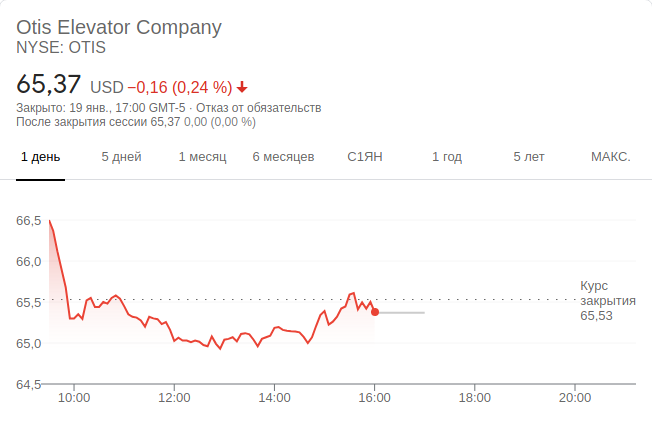 Otis Elevator Company
NYSE: OTIS
65,37 USD −0,16 (0,24 %)
Закрыто: 19 янв., 17:00 GMT-5 · Отказ от обязательств
После закрытия сессии 65,37 0,00 (0,00 %)
1 день 5 дней 1 месяц 6 месяцев С1ЯН 1 год 5 лет МАКС.
66,5
66,0
65,5
65,0
64,5
Курс
закрытия
65,53
10:00 12:00 14:00 16:00 18:00 20:00